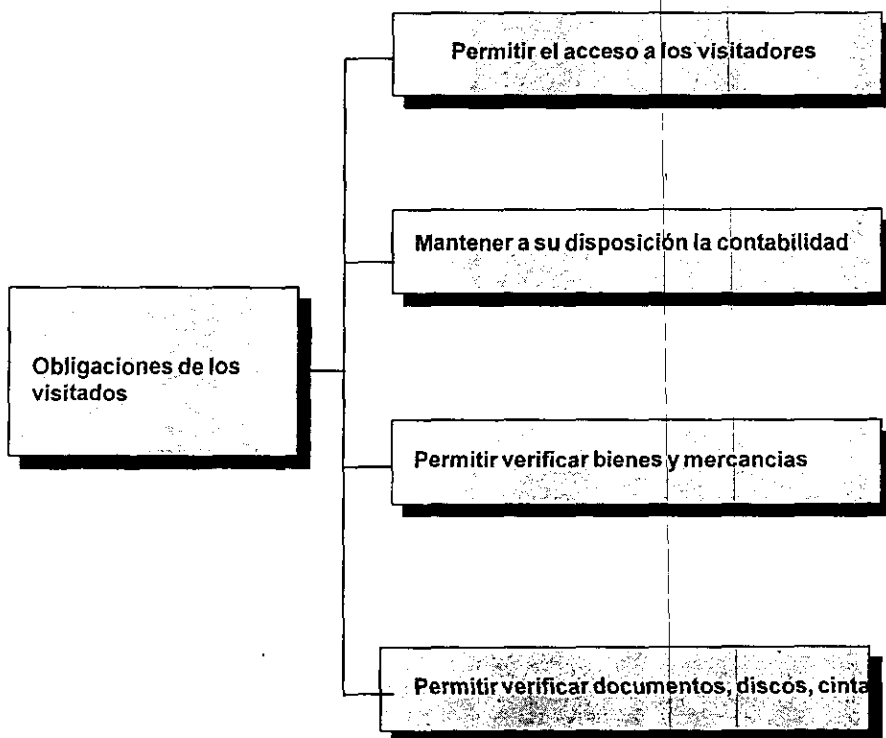 Permitir el acceso a los visitadores
Mantener a su disposición la contabilidad
Obligaciones de los
visitados
Permitir verificar bienes y mercancias
Permitir verificar documentos, discos, cinta